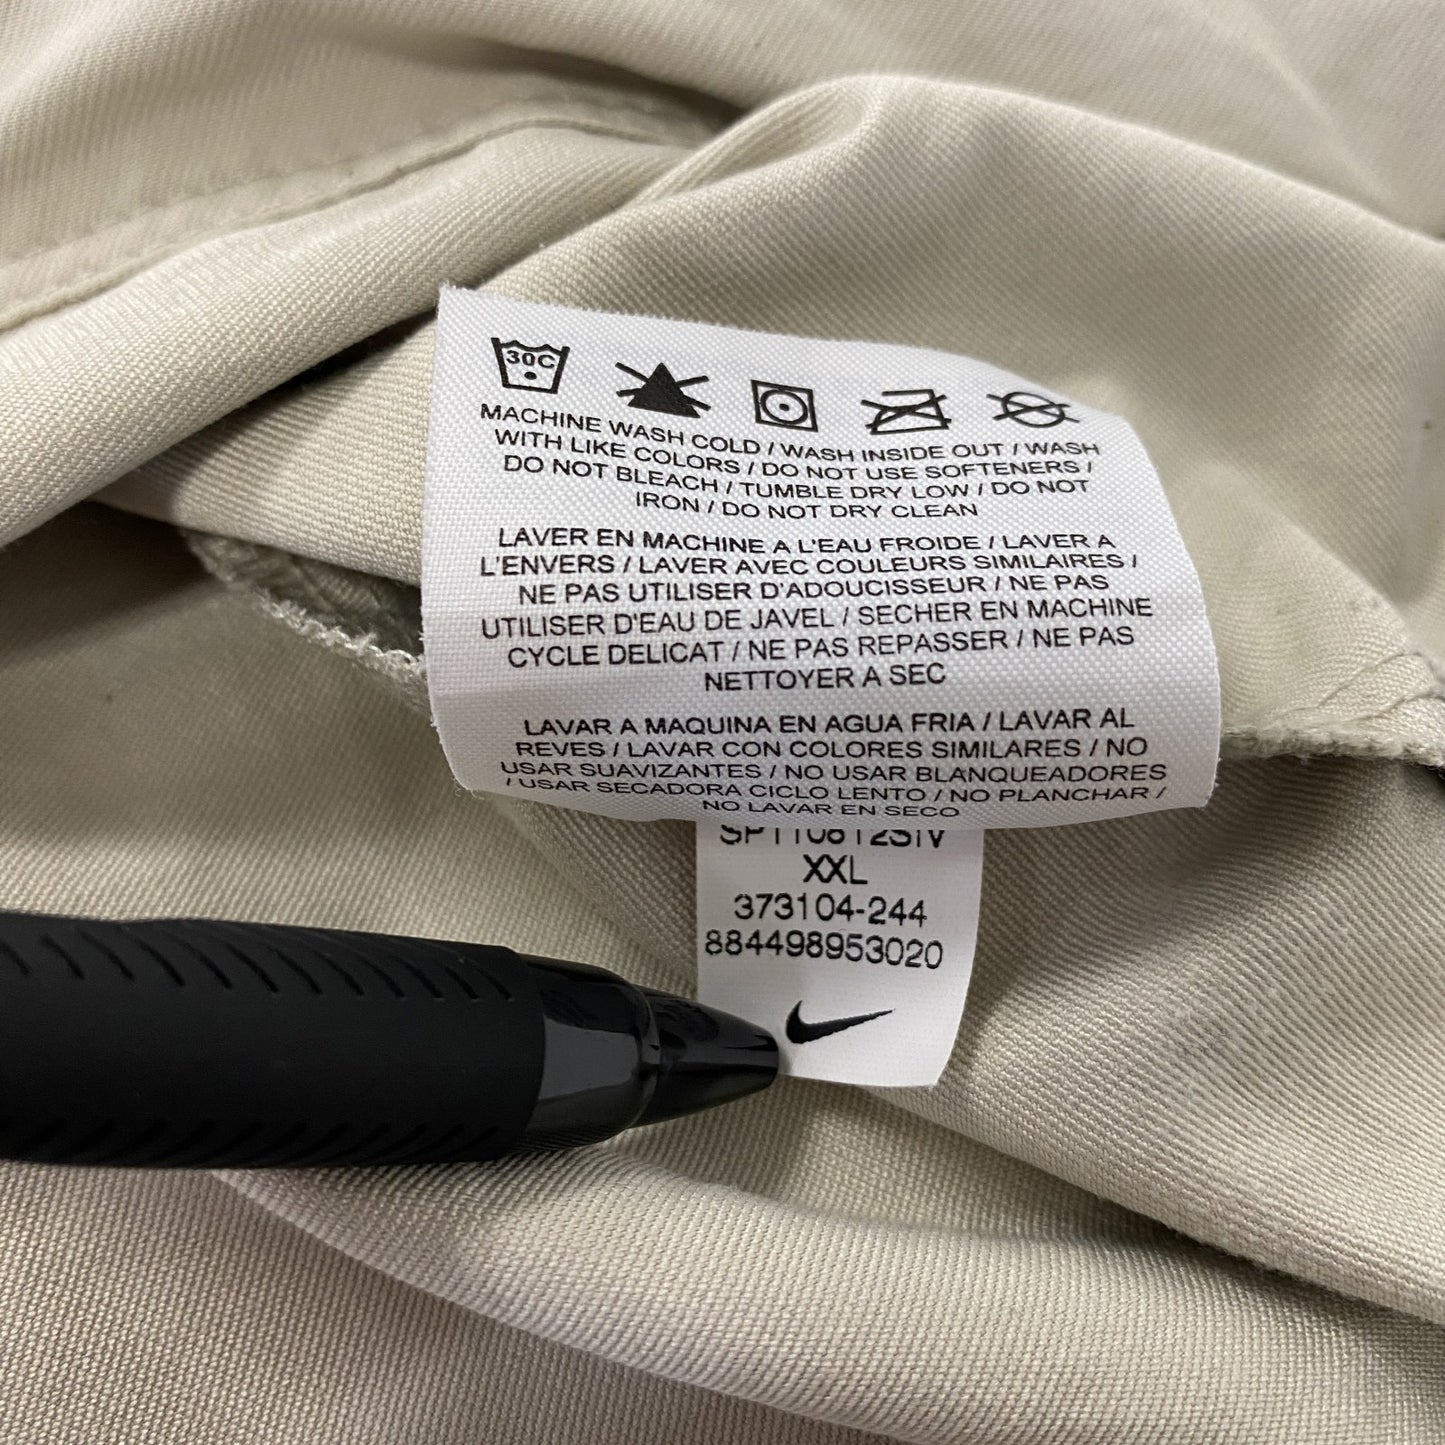 30C
MACHINE WASH COLD / WASH INSIDE OUT / WASH
WITH LIKE COLORS / DO NOT USE SOFTENERS /
DO NOT BLEACH / TUMBLE DRY LOW / DO NOT
IRON / DO NOT DRY CLEAN
LAVER EN MACHINE A L'EAU FROIDE / LAVER A
L'ENVERS / LAVER AVEC COULEURS SIMILAIRES /
NE PAS UTILISER D'ADOUCISSEUR / NE PAS
UTILISER D'EAU DE JAVEL / SECHER EN MACHINE
CYCLE DELICAT / NE PAS REPASSER / NE PAS
NETTOYER A SEC
LAVAR A MAQUINA EN AGUA FRIA / LAVAR AL
REVES / LAVAR CON COLORES SIMILARES / NO
USAR SUAVIZANTES / NO USAR BLANQUEADORES
/ USAR SECADORA CICLO LENTO / NO PLANCHAR /
NO LAVAR EN SECO
XXL
373104-244
884498953020